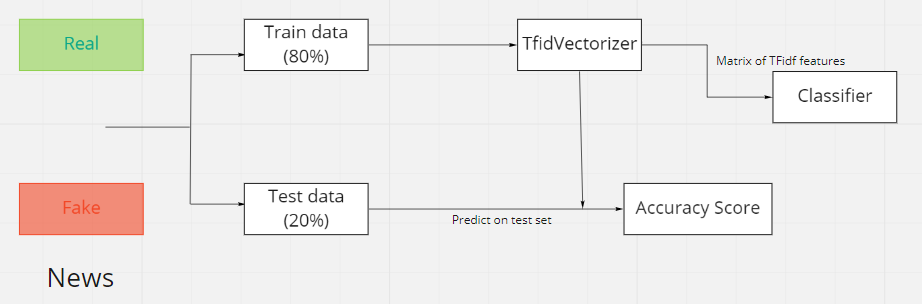 Real
Train data
(80%)
TfidVectorizer
Matrix of TFidf features
Classifier
Fake
Test data
(20%)
Predict on test set
Accuracy Score
News